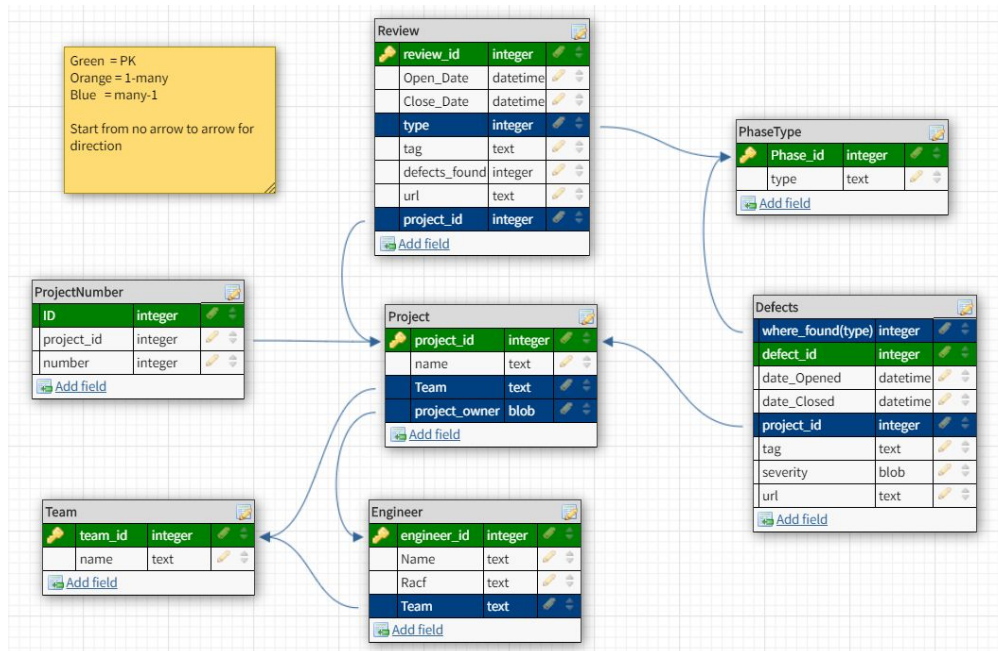 Green = PK
Orange = 1-many
Blue = many-1
Start from no arrow to arrow for
direction
Review
review_id integer
Open_Date datetime
Close_Date datetime
type integer
tag text
defects_found integer
url text
project_id integer
Add field
PhaseType
Phase_id integer
type text
Add field
ProjectNumber
ID integer
project_id integer
number integer
Add field
Project
project_id integer
name text
Team text
project_owner blob
Add field
Defects
where_found(type) integer
defect_id integer
date_Opened datetime
date_Closed datetime
project_id integer
tag text
severity blob
url text
Add field
Team
team_id integer
name text
Add field
Engineer
engineer_id integer
Name text
Racf text
Team text
Add field